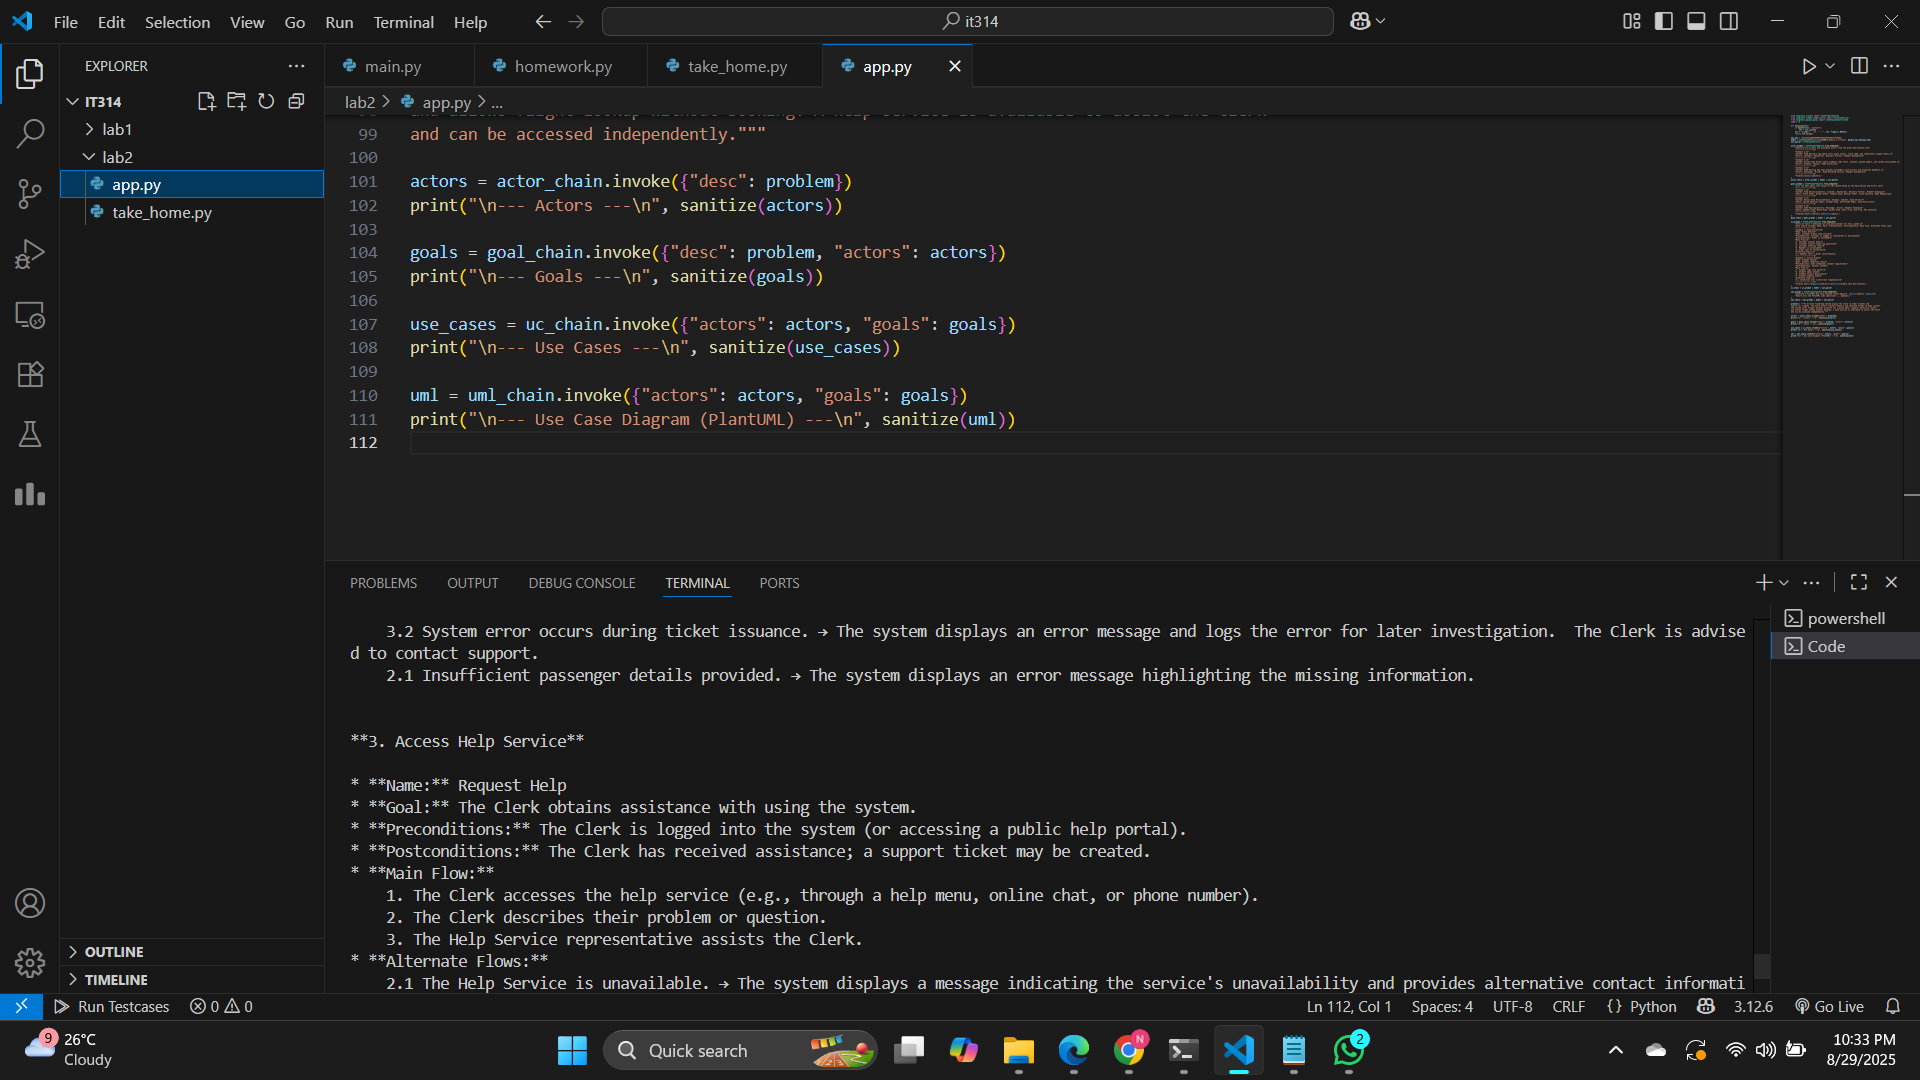 File Edit Selection View Go Run Terminal Help
it314
EXPLORER
IT314
lab1
lab2
app.py
take_home.py
OUTLINE
TIMELINE
main.py
homework.py
take_home.py
app.py
lab2 > app.py > ...
99 and can be accessed independently."""
100
101 actors = actor_chain.invoke({"desc": problem})
102 print("\n--- Actors ---\n", sanitize(actors))
103
104 goals = goal_chain.invoke({"desc": problem, "actors": actors})
105 print("\n--- Goals ---\n", sanitize(goals))
106
107 use_cases = uc_chain.invoke({"actors": actors, "goals": goals})
108 print("\n--- Use Cases ---\n", sanitize(use_cases))
109
110 uml = uml_chain.invoke({"actors": actors, "goals": goals})
111 print("\n--- Use Case Diagram (PlantUML) ---\n", sanitize(uml))
112
PROBLEMS OUTPUT DEBUG CONSOLE TERMINAL PORTS
powershell
Code
3.2 System error occurs during ticket issuance. → The system displays an error message and logs the error for later investigation.  The Clerk is advise
d to contact support.
2.1 Insufficient passenger details provided. → The system displays an error message highlighting the missing information.
**3. Access Help Service**
* **Name:** Request Help
* **Goal:** The Clerk obtains assistance with using the system.
* **Preconditions:** The Clerk is logged into the system (or accessing a public help portal).
* **Postconditions:** The Clerk has received assistance; a support ticket may be created.
* **Main Flow:**
1. The Clerk accesses the help service (e.g., through a help menu, online chat, or phone number).
2. The Clerk describes their problem or question.
3. The Help Service representative assists the Clerk.
* **Alternate Flows:**
2.1 The Help Service is unavailable. → The system displays a message indicating the service's unavailability and provides alternative contact informati
Run Testcases 0 0
Ln 112, Col 1 Spaces: 4 UTF-8 CRLF {} Python 3.12.6 Go Live
9
26°C
Cloudy
Quick search
N
2
10:33 PM
8/29/2025